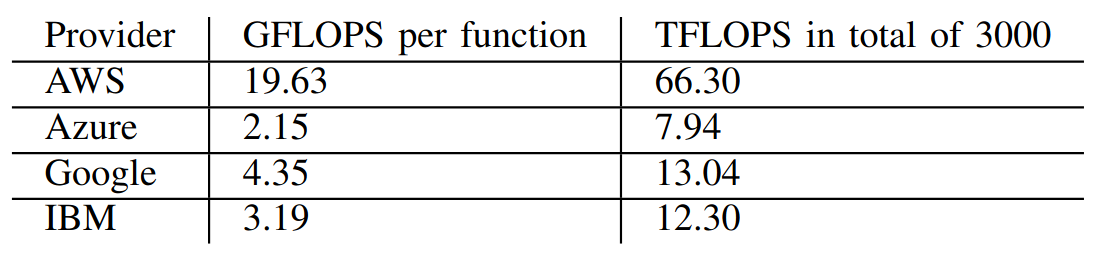 Provider GFLOPS per function TFLOPS in total of 3000
AWS 19.63 66.30
Azure 2.15 7.94
Google 4.35 13.04
IBM 3.19 12.30